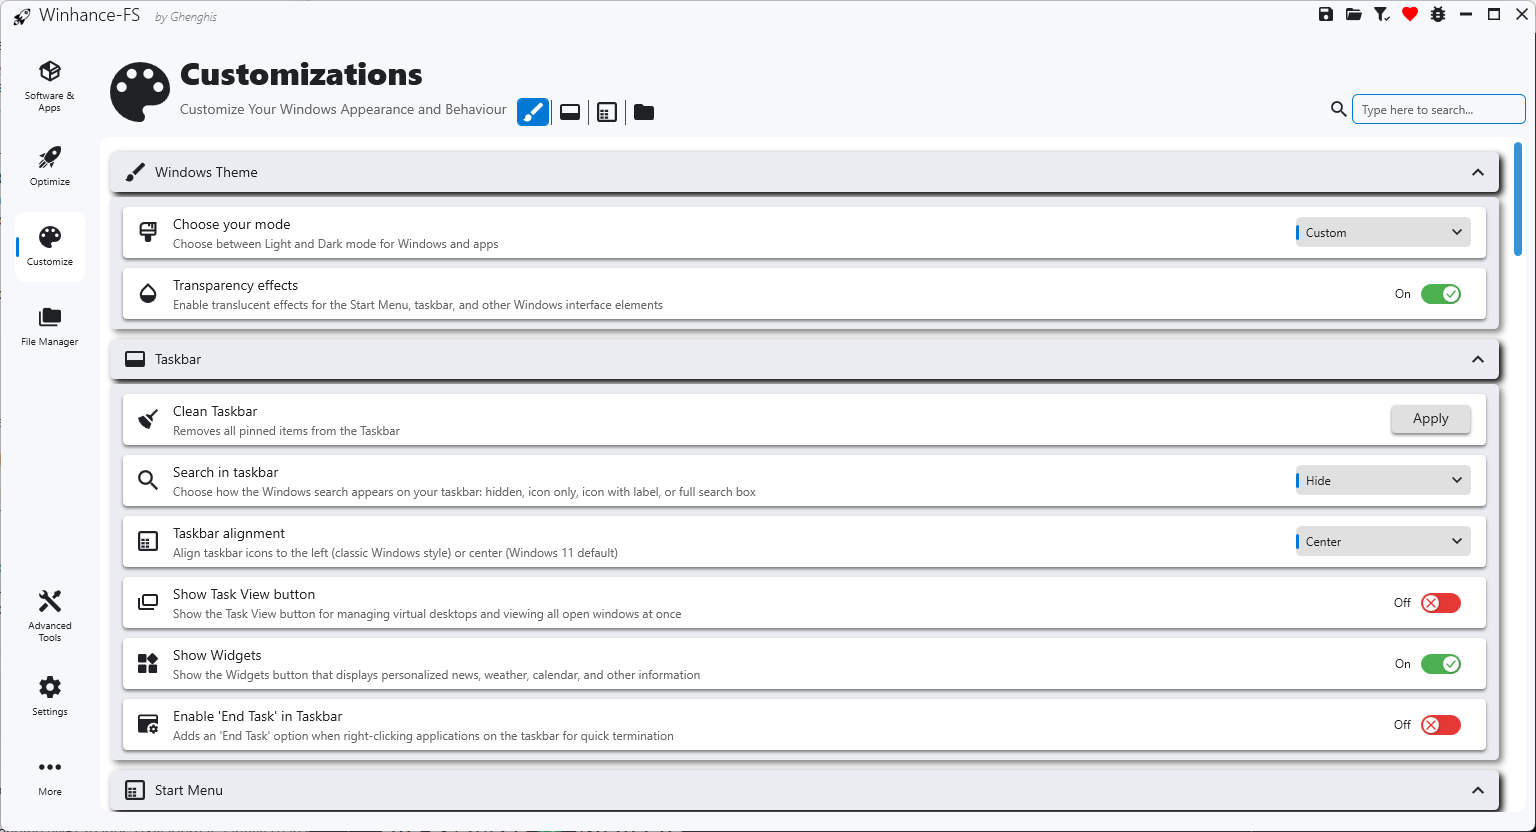 Winhance-FS by Ghenghis
Software & Apps
Optimize
Customize
File Manager
Advanced Tools
Settings
More
Customizations
Customize Your Windows Appearance and Behaviour
Type here to search...
Windows Theme
Choose your mode
Choose between Light and Dark mode for Windows and apps
Custom
Transparency effects
Enable translucent effects for the Start Menu, taskbar, and other Windows interface elements
On
Taskbar
Clean Taskbar
Removes all pinned items from the Taskbar
Apply
Search in taskbar
Choose how the Windows search appears on your taskbar: hidden, icon only, icon with label, or full search box
Hide
Taskbar alignment
Align taskbar icons to the left (classic Windows style) or center (Windows 11 default)
Center
Show Task View button
Show the Task View button for managing virtual desktops and viewing all open windows at once
Off
Show Widgets
Show the Widgets button that displays personalized news, weather, calendar, and other information
On
Enable 'End Task' in Taskbar
Adds an 'End Task' option when right-clicking applications on the taskbar for quick termination
Off
Start Menu